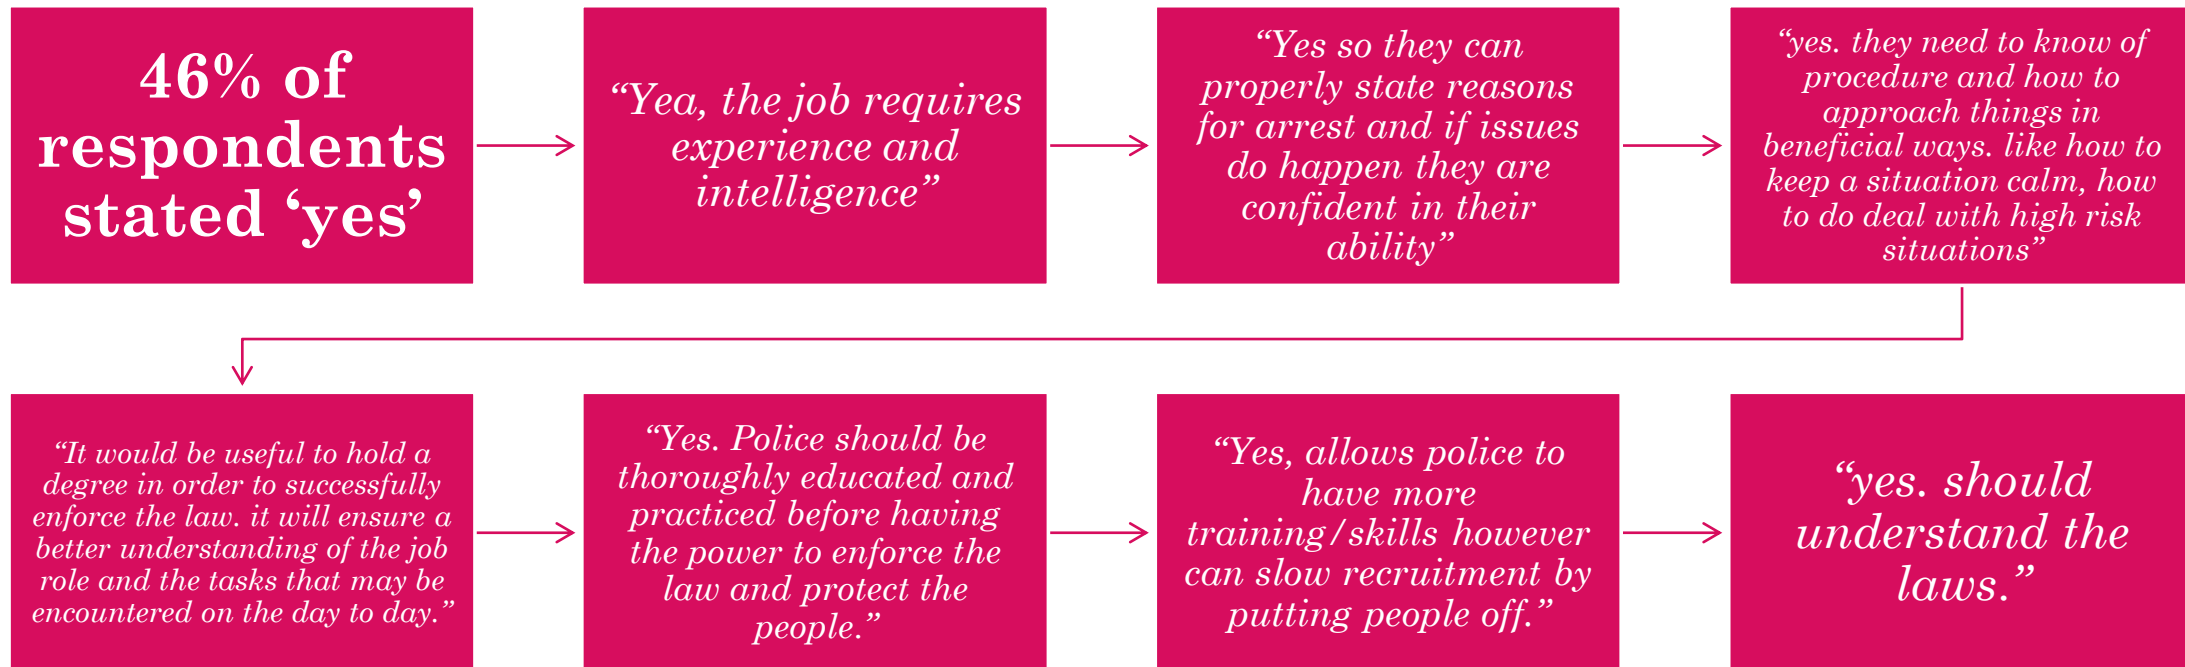 46% of
respondents
stated ‘yes’
“Yea, the job requires
experience and
intelligence”
“Yes so they can
properly state reasons
for arrest and if issues
do happen they are
confident in their
ability”
“yes. they need to know of
procedure and how to
approach things in
beneficial ways. like how to
keep a situation calm, how
to do deal with high risk
situations”
“It would be useful to hold a
degree in order to successfully
enforce the law. it will ensure a
better understanding of the job
role and the tasks that may be
encountered on the day to day.”
“Yes. Police should be
thoroughly educated and
practiced before having
the power to enforce the
law and protect the
people.”
“Yes, allows police to
have more
training/skills however
can slow recruitment by
putting people off.”
“yes. should
understand the
laws.”